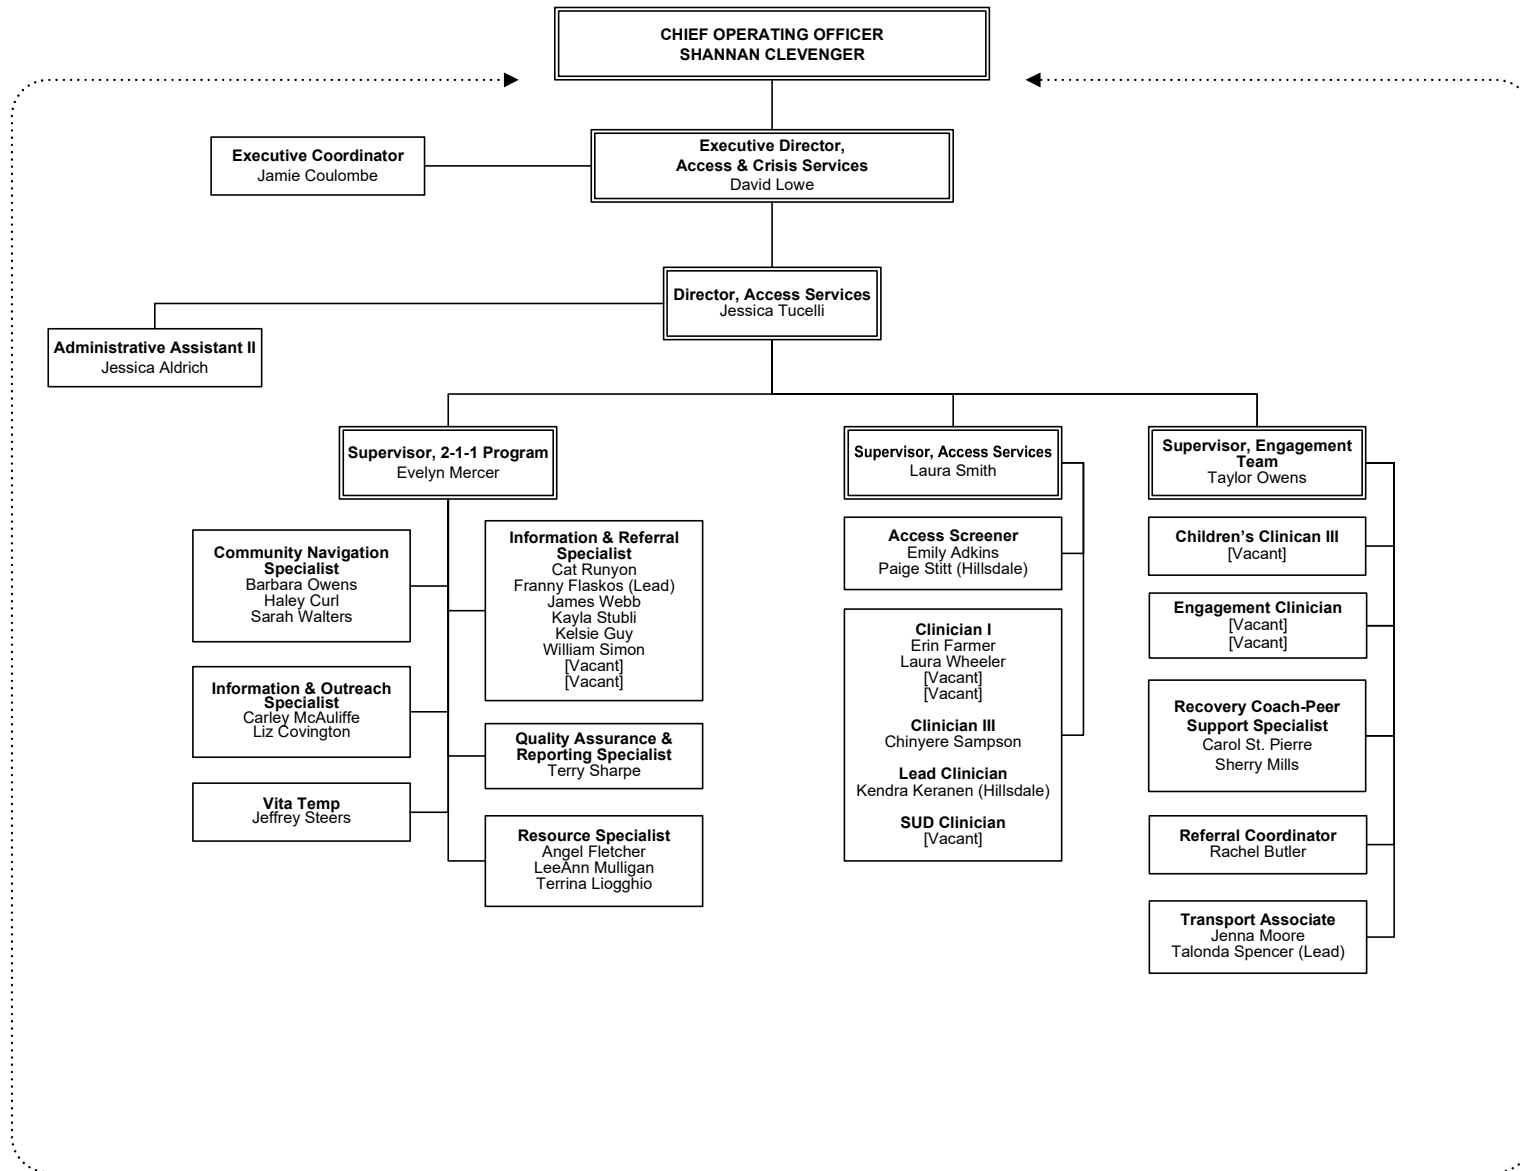 CHIEF OPERATING OFFICER
SHANNAN CLEVENGER
Executive Director,
Access & Crisis Services
David Lowe
Executive Coordinator
Jamie Coulombe
Director, Access Services
Jessica Tucelli
Administrative Assistant II
Jessica Aldrich
Supervisor, 2-1-1 Program
Evelyn Mercer
Community Navigation
Specialist
Barbara Owens
Haley Curl
Sarah Walters
Information & Outreach
Specialist
Carley McAuliffe
Liz Covington
Vita Temp
Jeffrey Steers
Information & Referral
Specialist
Cat Runyon
Franny Flaskos (Lead)
James Webb
Kayla Stubli
Kelsie Guy
William Simon
[Vacant]
[Vacant]
Quality Assurance &
Reporting Specialist
Terry Sharpe
Resource Specialist
Angel Fletcher
LeeAnn Mulligan
Terrina Liogghio
Supervisor, Access Services
Laura Smith
Access Screener
Emily Adkins
Paige Stitt (Hillsdale)
Clinician I
Erin Farmer
Laura Wheeler
[Vacant]
[Vacant]
Clinician III
Chinyere Sampson
Lead Clinician
Kendra Keranen (Hillsdale)
SUD Clinician
[Vacant]
Supervisor, Engagement
Team
Taylor Owens
Children’s Clinican III
[Vacant]
Engagement Clinician
[Vacant]
[Vacant]
Recovery Coach-Peer
Support Specialist
Carol St. Pierre
Sherry Mills
Referral Coordinator
Rachel Butler
Transport Associate
Jenna Moore
Talonda Spencer (Lead)